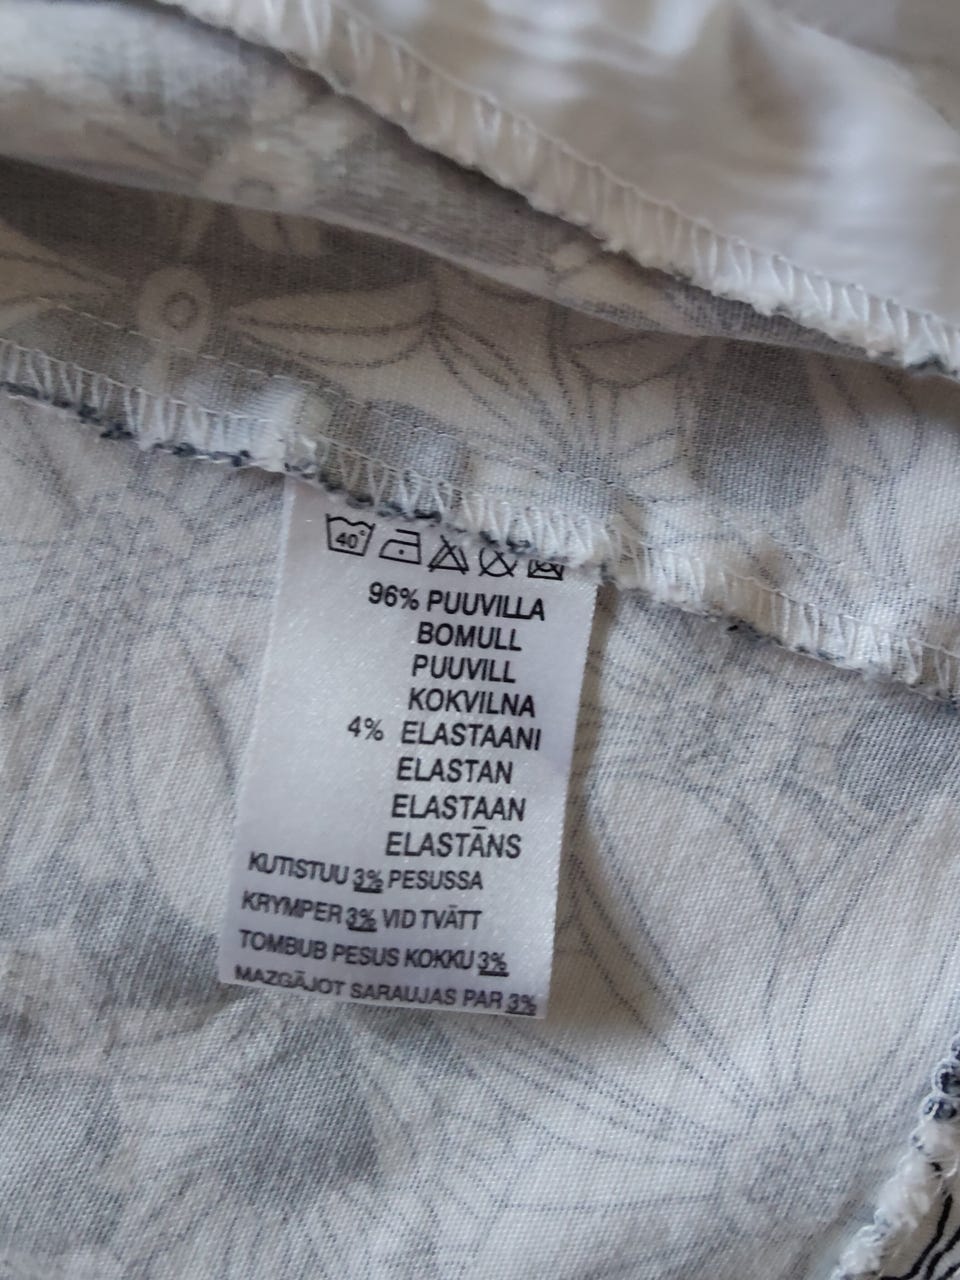 40°
96% PUUVILLA
BOMULL
PUUVILL
KOKVILNA
4% ELASTAANI
ELASTAN
ELASTAAN
ELASTĀNS
KUTISTUU 3% PESUSSA
KRYMPER 3% VID TVÄTT
TOMBUB PESUS KOKKU 3%
MAZGĀJOT SARAUJAS PAR 3%